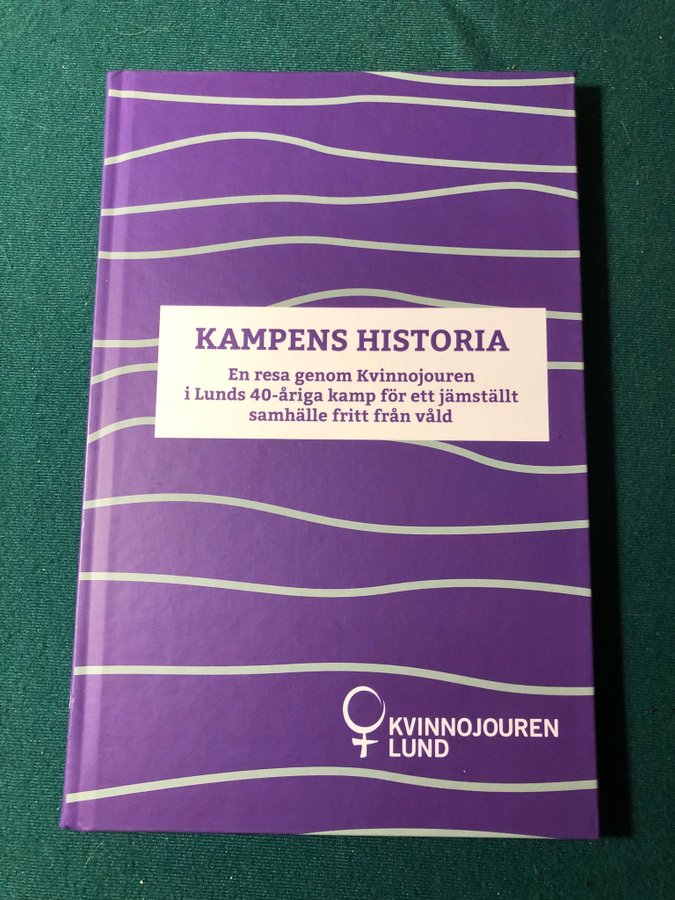 KAMPENS HISTORIA
En resa genom Kvinnojouren
i Lunds 40-åriga kamp för ett jämställt
samhälle fritt från våld
KVINNOJOUREN
LUND